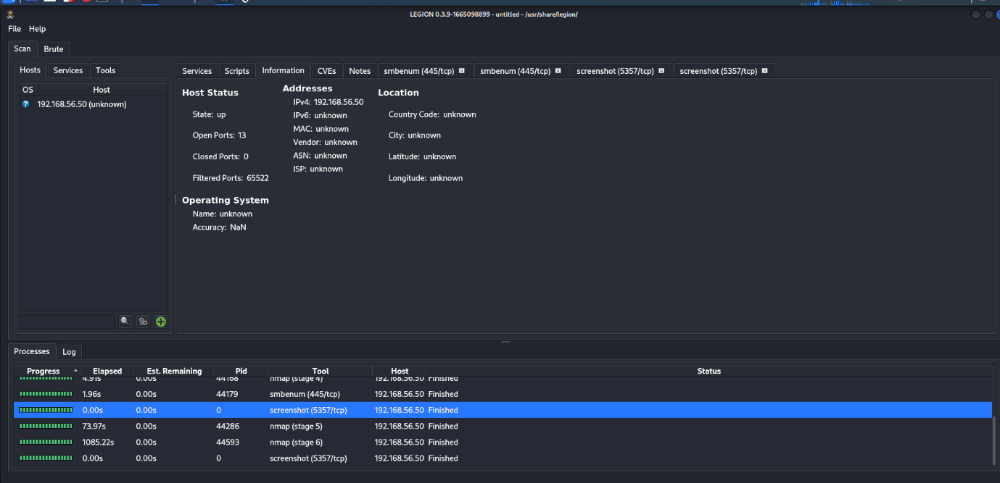 LEGION 0.3.9-1665098899 - untitled - /usr/share/legion/
File Help
Scan Brute
Hosts Services Tools
OS Host
192.168.56.50 (unknown)
Services Scripts Information CVEs Notes smbenum (445/tcp) smbenum (445/tcp) screenshot (5357/tcp) screenshot (5357/tcp)
Host Status
State: up
Open Ports: 13
Closed Ports: 0
Filtered Ports: 65522
Addresses
IPv4: 192.168.56.50
IPv6: unknown
MAC: unknown
Vendor: unknown
ASN: unknown
ISP: unknown
Location
Country Code: unknown
City: unknown
Latitude: unknown
Longitude: unknown
Operating System
Name: unknown
Accuracy: NaN
Processes Log
Progress Elapsed Est. Remaining Pid Tool Host Status
4.91s 0.00s 44168 nmap (stage 4) 192.168.56.50 Finished
1.96s 0.00s 44179 smbenum (445/tcp) 192.168.56.50 Finished
0.00s 0.00s 0 screenshot (5357/tcp) 192.168.56.50 Finished
73.97s 0.00s 44286 nmap (stage 5) 192.168.56.50 Finished
1085.22s 0.00s 44593 nmap (stage 6) 192.168.56.50 Finished
0.00s 0.00s 0 screenshot (5357/tcp) 192.168.56.50 Finished